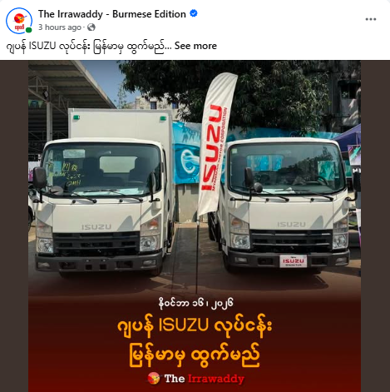 The Irrawaddy - Burmese Edition
3 hours ago ·
ဂျပန် ISUZU လုပ်ငန်း မြန်မာမှ ထွက်မည်... See more
ISUZU
ISUZU
ISUZU
ISUZU
နိုဝင်ဘာ ၁၆ ၊ ၂၀၂၆
ဂျပန် ISUZU လုပ်ငန်း
မြန်မာမှ ထွက်မည်
The Irrawaddy